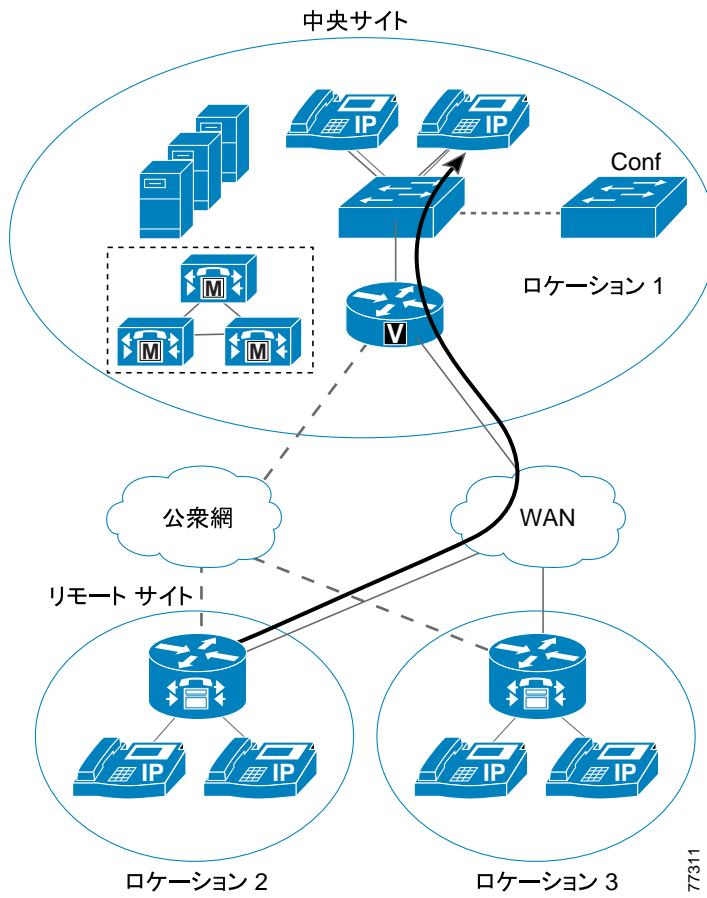 中央サイト
IP
IP
Conf
ロケーション 1
M
M
M
V
公衆網
WAN
リモート サイト
IP
IP
IP
IP
ロケーション 2
ロケーション 3
77311